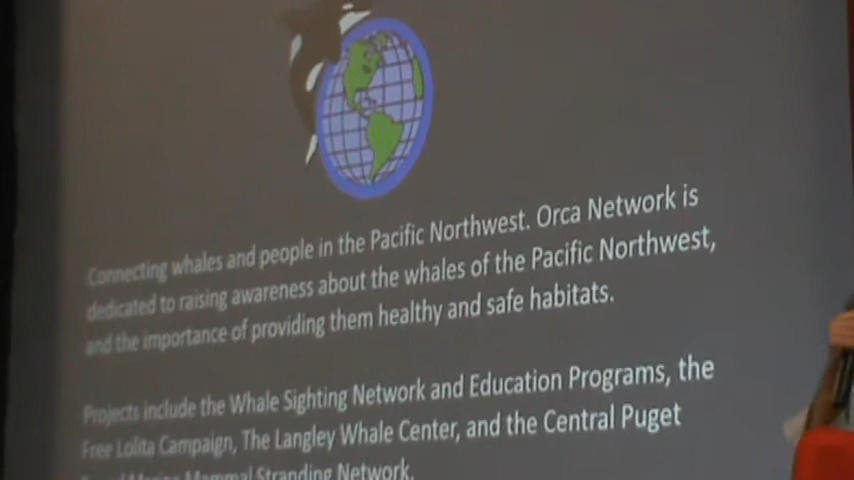 Connecting whales and people in the Pacific Northwest. Orca Network is
dedicated to raising awareness about the whales of the Pacific Northwest,
and the importance of providing them healthy and safe habitats.
Projects include the Whale Sighting Network and Education Programs, the
Free Lolita Campaign, The Langley Whale Center, and the Central Puget
Mammal Stranding Network.